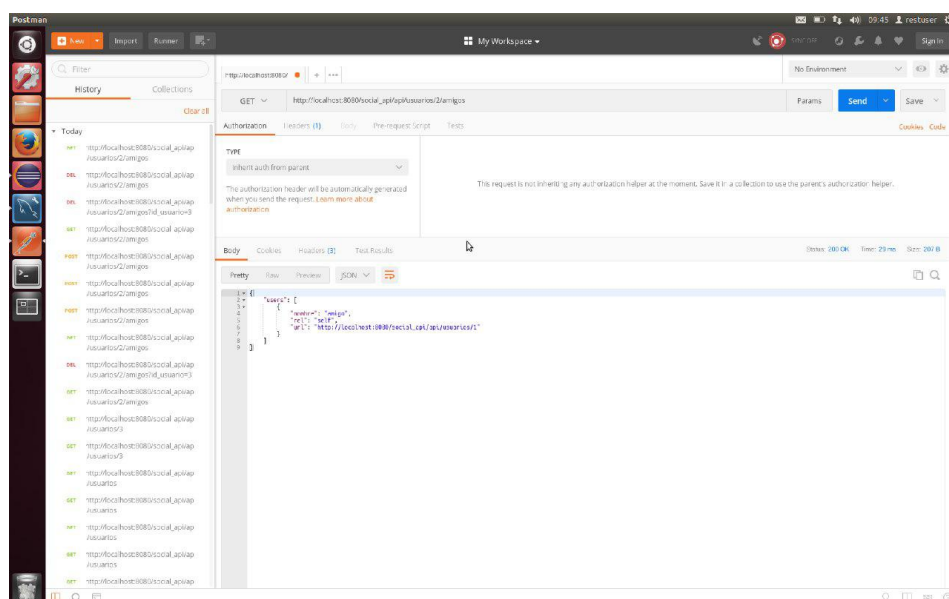 Postman
09:45
restuser
New
Import
Runner
My Workspace
SYNC OFF
Sign In
Filter
History
Collections
Clear all
Today
GET http://localhost:8080/social_api/ap
/usuarios/2/amigos
DEL http://localhost:8080/social_api/ap
/usuarios/2/amigos
DEL http://localhost:8080/social_api/ap
/usuarios/2/amigos?id_usuario=3
GET http://localhost:8080/social_api/ap
/usuarios/2/amigos
POST http://localhost:8080/social_api/ap
/usuarios/2/amigos
POST http://localhost:8080/social_api/ap
/usuarios/2/amigos
POST http://localhost:8080/social_api/ap
/usuarios/2/amigos
GET http://localhost:8080/social_api/ap
/usuarios/2/amigos
DEL http://localhost:8080/social_api/ap
/usuarios/2/amigos?id_usuario=3
GET http://localhost:8080/social_api/ap
/usuarios/2/amigos
GET http://localhost:8080/social_api/ap
/usuarios/3
GET http://localhost:8080/social_api/ap
/usuarios/3
GET http://localhost:8080/social_api/ap
/usuarios
GET http://localhost:8080/social_api/ap
/usuarios
GET http://localhost:8080/social_api/ap
/usuarios
GET http://localhost:8080/social_api/ap
/usuarios
GET http://localhost:8080/social_api/ap
http://localhost:8080/
No Environment
GET
http://localhost:8080/social_api/api/usuarios/2/amigos
Params
Send
Save
Authorization
Headers (1)
Body
Pre-request Script
Tests
Cookies
Code
TYPE
Inherit auth from parent
The authorization header will be automatically generated
when you send the request. Learn more about
authorization
This request is not inheriting any authorization helper at the moment. Save it in a collection to use the parent's authorization helper.
Body
Cookies
Headers (3)
Test Results
Status: 200 OK
Time: 29 ms
Size: 207 B
Pretty
Raw
Preview
JSON
1 {
2 "users": [
3 {
4 "nombre": "amigo",
5 "rel": "self",
6 "url": "http://localhost:8080/social_api/api/usuarios/1"
7 }
8 ]
9 }